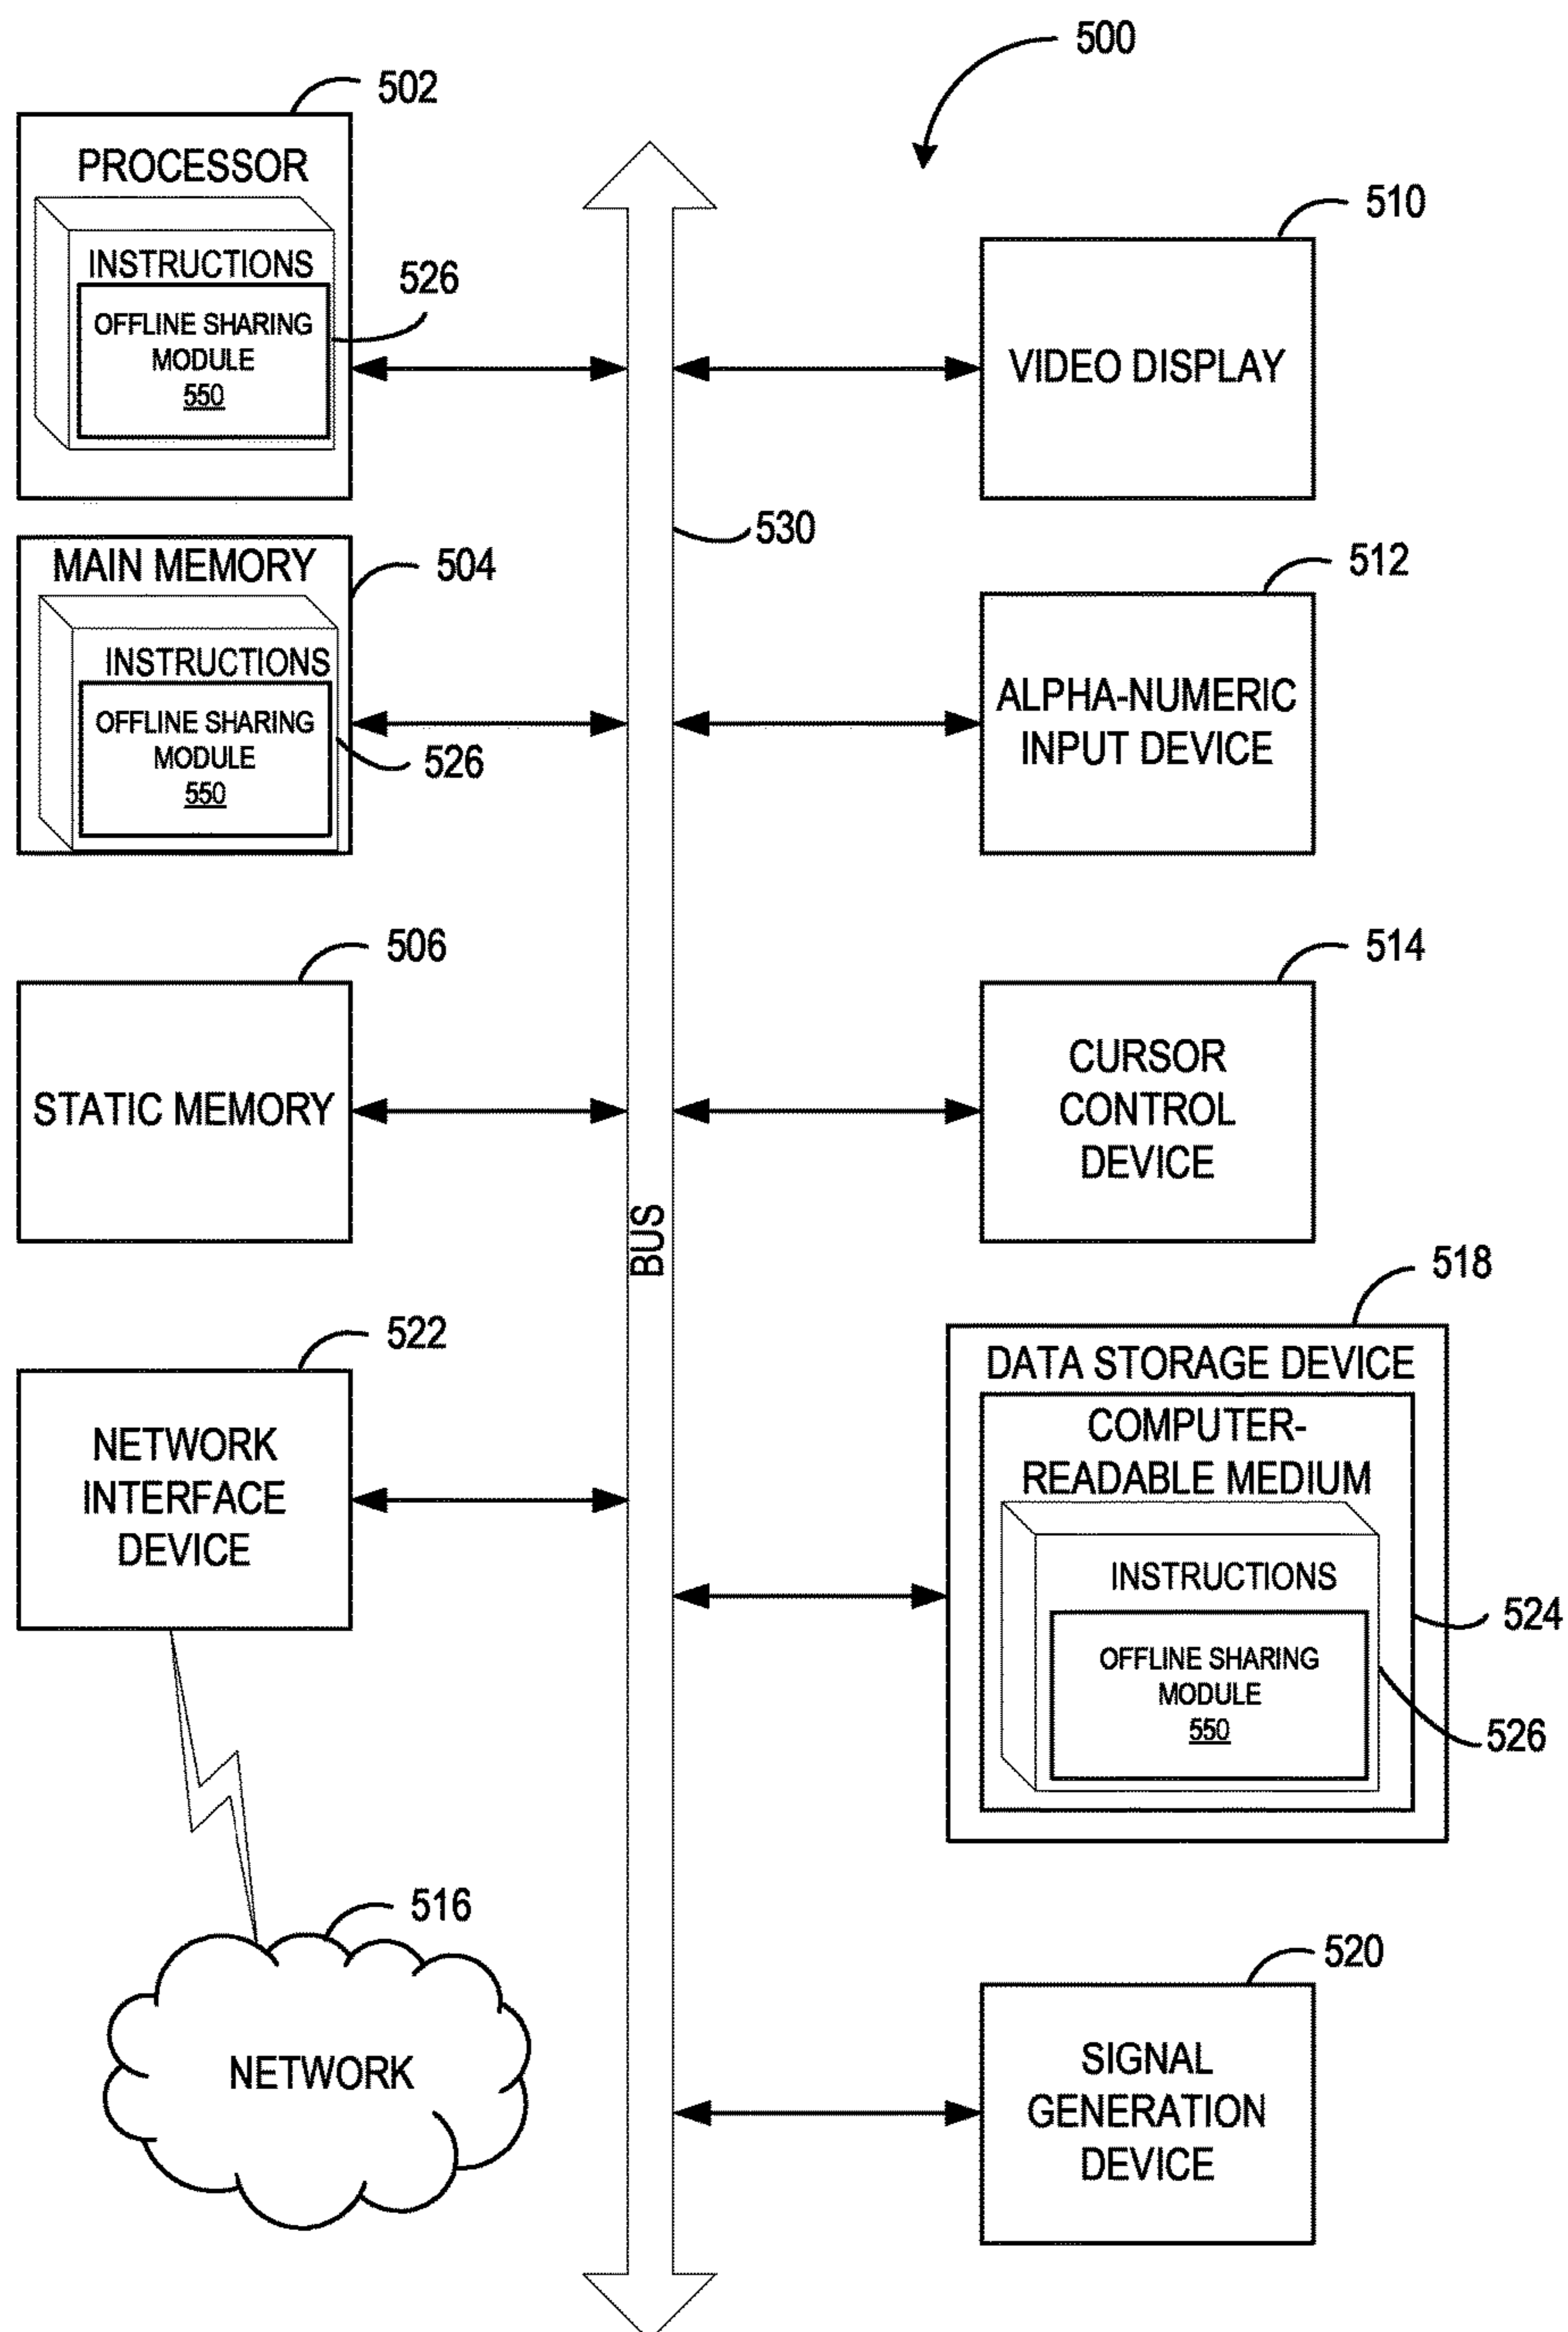 500
502
PROCESSOR
INSTRUCTIONS
526
OFFLINE SHARING
MODULE
550
510
VIDEO DISPLAY
530
MAIN MEMORY
504
INSTRUCTIONS
OFFLINE SHARING
MODULE
550
526
512
ALPHA-NUMERIC
INPUT DEVICE
506
STATIC MEMORY
514
CURSOR
CONTROL
DEVICE
BUS
522
NETWORK
INTERFACE
DEVICE
518
DATA STORAGE DEVICE
COMPUTER-
READABLE MEDIUM
INSTRUCTIONS
524
OFFLINE SHARING
MODULE
550
526
516
NETWORK
520
SIGNAL
GENERATION
DEVICE